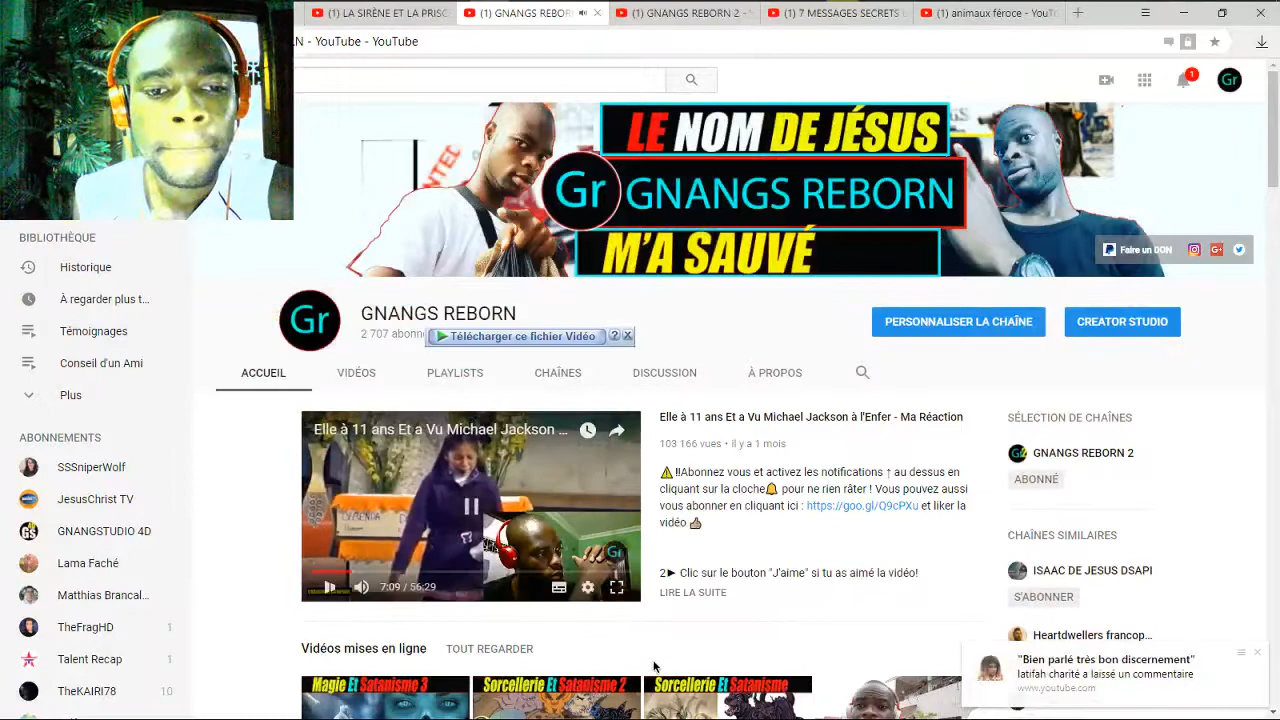 (1) LA SIRÈNE ET LA PRISO
(1) GNANGS REBOR
(1) GNANGS REBORN 2 -
(1) 7 MESSAGES SECRETS
(1) animaux féroce - YouTu
- YouTube - YouTube
1
Gr
LE NOM DE JÉSUS
Gr GNANGS REBORN
M'A SAUVÉ
Faire un DON
BIBLIOTHÈQUE
Historique
À regarder plus t...
Témoignages
Conseil d'un Ami
Plus
ABONNEMENTS
SSSniperWolf
JesusChrist TV
GNANGSTUDIO 4D
Lama Faché
Matthias Brancal...
TheFragHD 1
Talent Recap 1
TheKAIRI78 10
Gr
GNANGS REBORN
2 707 abonn
Télécharger ce fichier Vidéo
PERSONNALISER LA CHAÎNE
CREATOR STUDIO
ACCUEIL
VIDÉOS
PLAYLISTS
CHAÎNES
DISCUSSION
À PROPOS
Elle à 11 ans Et a Vu Michael Jackson ...
Gr
7:09 / 56:29
Elle à 11 ans Et a Vu Michael Jackson à l'Enfer - Ma Réaction
103 166 vues • il y a 1 mois
⚠️!!Abonnez vous et activez les notifications ↑ au dessus en
cliquant sur la cloche🔔 pour ne rien râter ! Vous pouvez aussi
vous abonner en cliquant ici : https://goo.gl/Q9cPXu et liker la
vidéo 👍
2► Clic sur le bouton "J'aime" si tu as aimé la vidéo!
LIRE LA SUITE
SÉLECTION DE CHAÎNES
GNANGS REBORN 2
ABONNÉ
CHAÎNES SIMILAIRES
ISAAC DE JESUS DSAPI
S'ABONNER
Heartdwellers francop...
"Bien parlé très bon discernement"
latifah charité a laissé un commentaire
www.youtube.com
Vidéos mises en ligne
TOUT REGARDER
Magie Et Satanisme 3
Sorcellerie Et Satanisme 2
Sorcellerie Et Satanisme